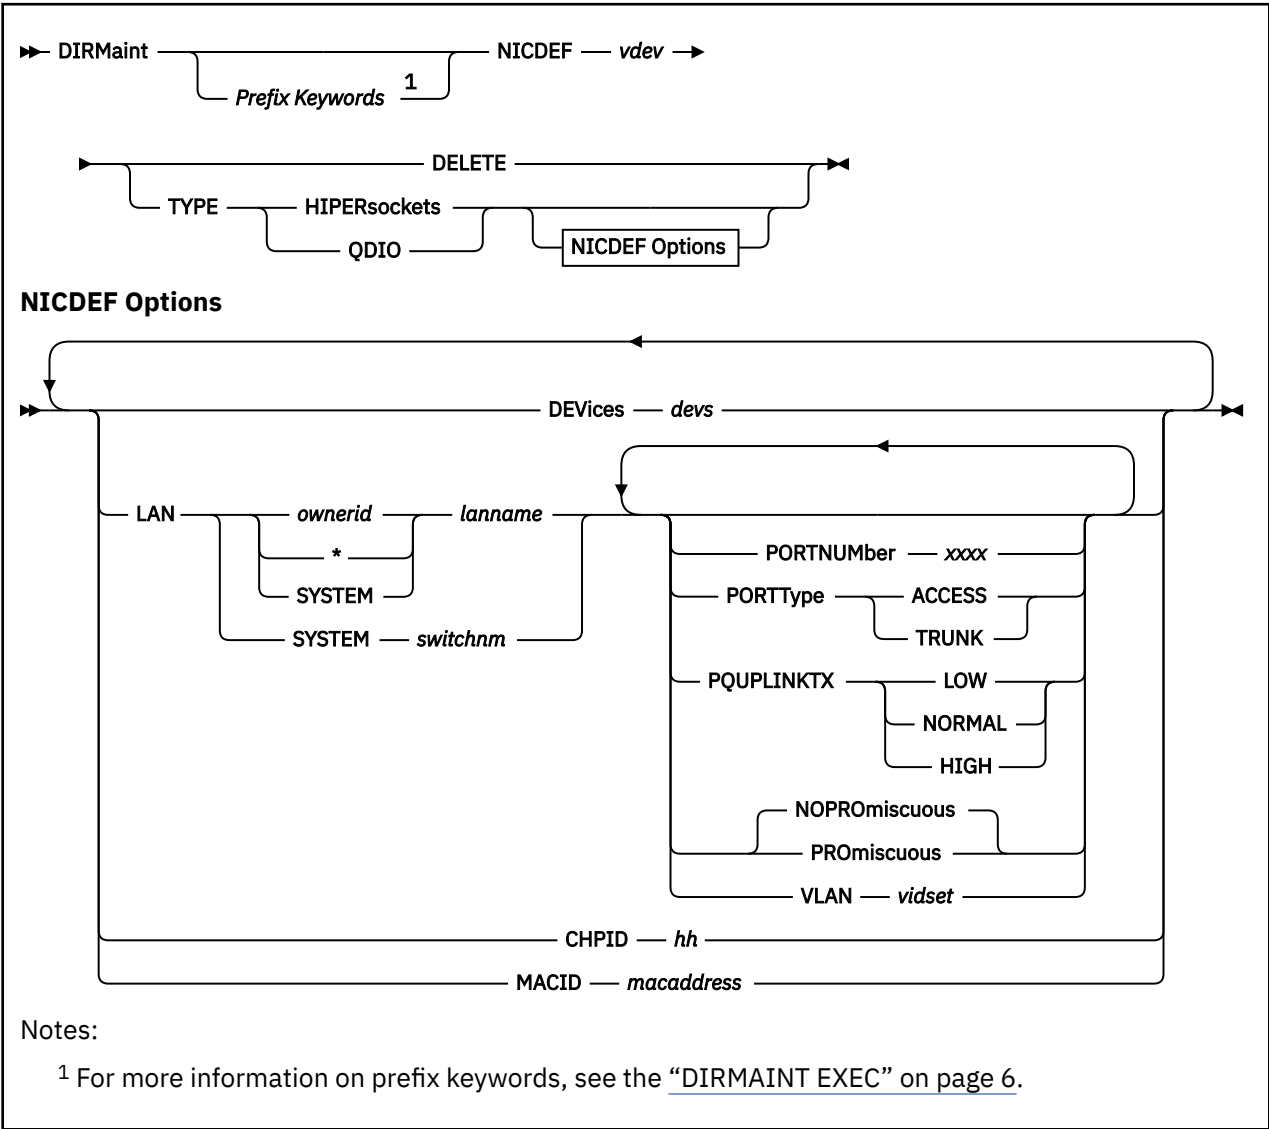 DIRMaint NICDEF vdev
Prefix Keywords 1
DELETE
TYPE HIPERsockets
QDIO NICDEF Options
NICDEF Options
DEVices devs
LAN ownerid lanname
*
PORTNUMber xxxx
SYSTEM PORTType ACCESS
SYSTEM switchnm TRUNK
PQUPLINKTX LOW
NORMAL
HIGH
NOPROmiscuous
PROmiscuous
VLAN vidset
CHPID hh
MACID macaddress
Notes:
1 For more information on prefix keywords, see the “DIRMAINT EXEC” on page 6.